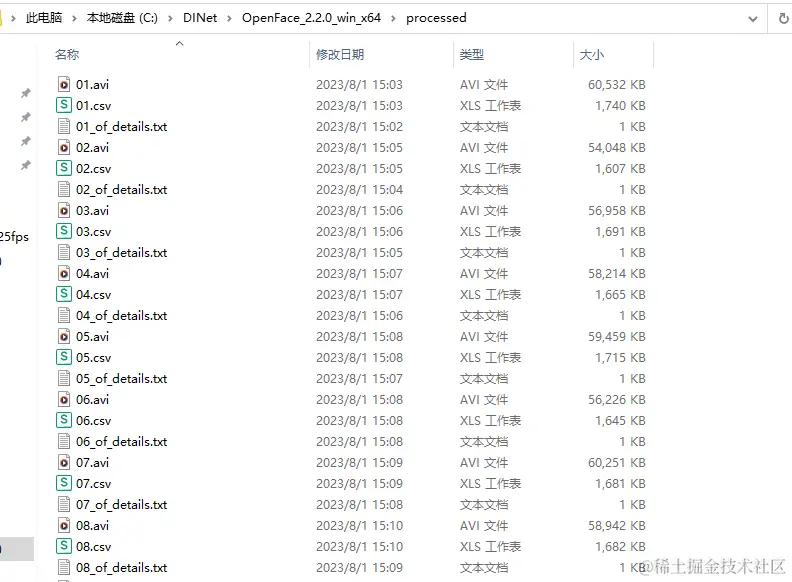 此电脑 > 本地磁盘 (C:) > DINet > OpenFace_2.2.0_win_x64 > processed
名称 修改日期 类型 大小
01.avi 2023/8/1 15:03 AVI 文件 60,532 KB
01.csv 2023/8/1 15:03 XLS 工作表 1,740 KB
01_of_details.txt 2023/8/1 15:02 文本文档 1 KB
02.avi 2023/8/1 15:05 AVI 文件 54,048 KB
02.csv 2023/8/1 15:05 XLS 工作表 1,607 KB
02_of_details.txt 2023/8/1 15:04 文本文档 1 KB
03.avi 2023/8/1 15:06 AVI 文件 56,958 KB
25fps
03.csv 2023/8/1 15:06 XLS 工作表 1,691 KB
03_of_details.txt 2023/8/1 15:05 文本文档 1 KB
04.avi 2023/8/1 15:07 AVI 文件 58,214 KB
04.csv 2023/8/1 15:07 XLS 工作表 1,665 KB
04_of_details.txt 2023/8/1 15:06 文本文档 1 KB
05.avi 2023/8/1 15:08 AVI 文件 59,459 KB
05.csv 2023/8/1 15:08 XLS 工作表 1,715 KB
05_of_details.txt 2023/8/1 15:07 文本文档 1 KB
06.avi 2023/8/1 15:08 AVI 文件 56,226 KB
06.csv 2023/8/1 15:08 XLS 工作表 1,645 KB
06_of_details.txt 2023/8/1 15:08 文本文档 1 KB
07.avi 2023/8/1 15:09 AVI 文件 60,251 KB
07.csv 2023/8/1 15:09 XLS 工作表 1,681 KB
07_of_details.txt 2023/8/1 15:08 文本文档 1 KB
08.avi 2023/8/1 15:10 AVI 文件 58,942 KB
08.csv 2023/8/1 15:10 XLS 工作表 1,682 KB
08_of_details.txt 2023/8/1 15:09 文本文档 1 KB
@稀土掘金技术社区